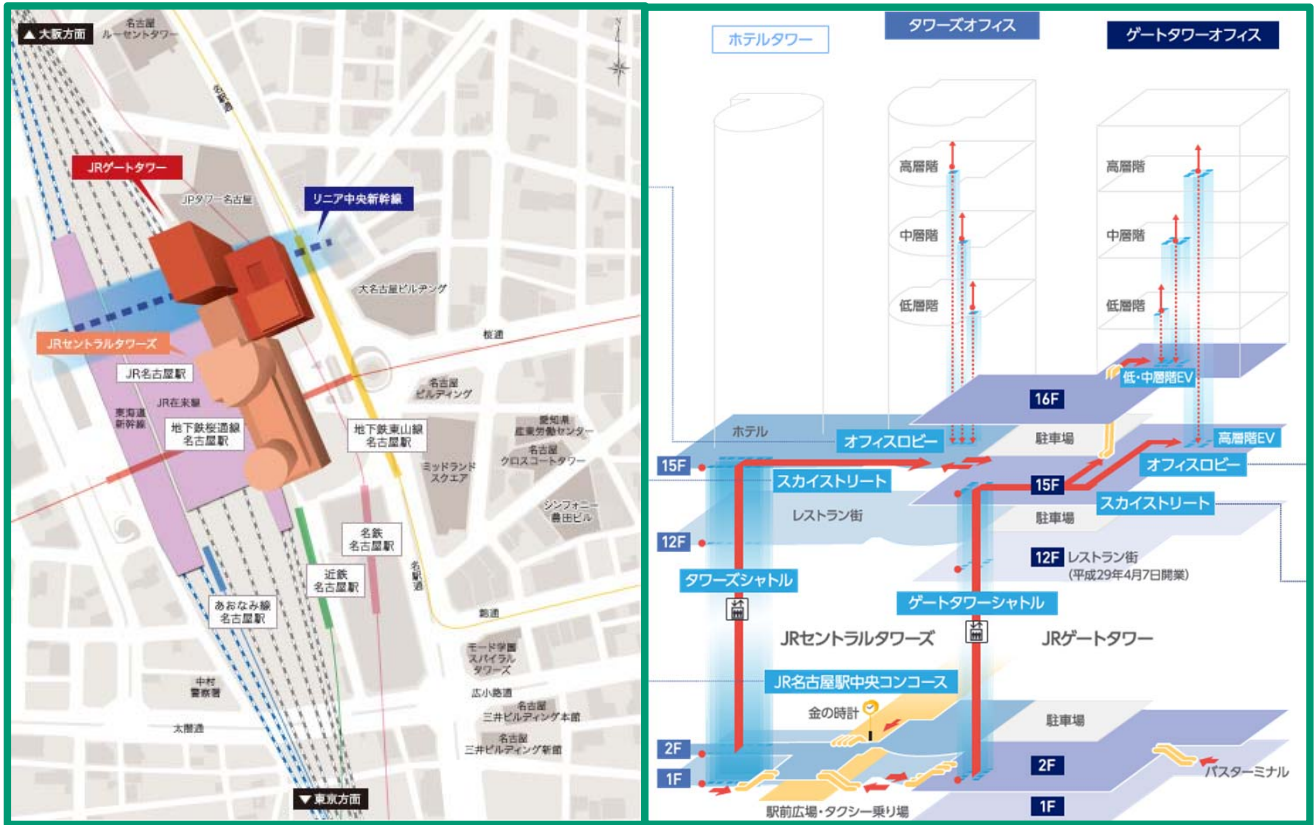 ▲大阪方面
名古屋
ルーセントタワー
N
名駅通
JRゲートタワー
JPタワー名古屋
リニア中央新幹線
大名古屋ビルヂング
JRセントラルタワーズ
桜通
JR名古屋駅
JR在来線
東海道
新幹線
地下鉄桜通線
名古屋駅
地下鉄東山線
名古屋駅
名古屋
ビルディング
愛知県
産業労働センター
名古屋
クロスコートタワー
ミッドランド
スクエア
シンフォニー
豊田ビル
名鉄
名古屋駅
近鉄
名古屋駅
名駅通
あおなみ線
名古屋駅
錦通
モード学園
スパイラル
タワーズ
中村
警察署
広小路通
太閤通
名古屋
三井ビルディング本館
名古屋
三井ビルディング新館
▼東京方面
ホテルタワー
タワーズオフィス
ゲートタワーオフィス
高層階
高層階
中層階
中層階
低層階
低層階
低・中層階EV
16F
ホテル
オフィスロビー
駐車場
高層階EV
15F
オフィスロビー
スカイストリート
15F
スカイストリート
レストラン街
駐車場
12F
12F レストラン街
(平成29年4月7日開業)
タワーズシャトル
ゲートタワーシャトル
JRセントラルタワーズ
JRゲートタワー
JR名古屋駅中央コンコース
金の時計
駐車場
2F
2F
バスターミナル
1F
駅前広場・タクシー乗り場
1F